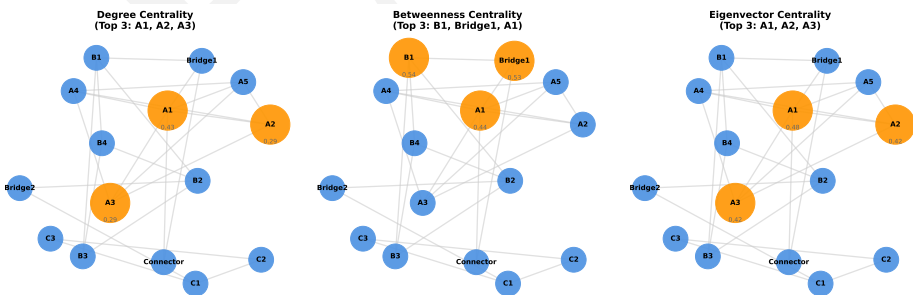 Degree Centrality
(Top 3: A1, A2, A3)
B1
Bridge1
A4
A5
A1
0.43
A2
0.29
B4
B2
Bridge2
A3
0.29
C3
B3
Connector
C2
C1
Betweenness Centrality
(Top 3: B1, Bridge1, A1)
B1
0.54
Bridge1
0.53
A4
A5
A1
0.44
A2
B4
B2
Bridge2
A3
C3
B3
Connector
C2
C1
Eigenvector Centrality
(Top 3: A1, A2, A3)
B1
Bridge1
A4
A5
A1
0.48
A2
0.42
B4
B2
Bridge2
A3
0.42
C3
B3
Connector
C2
C1